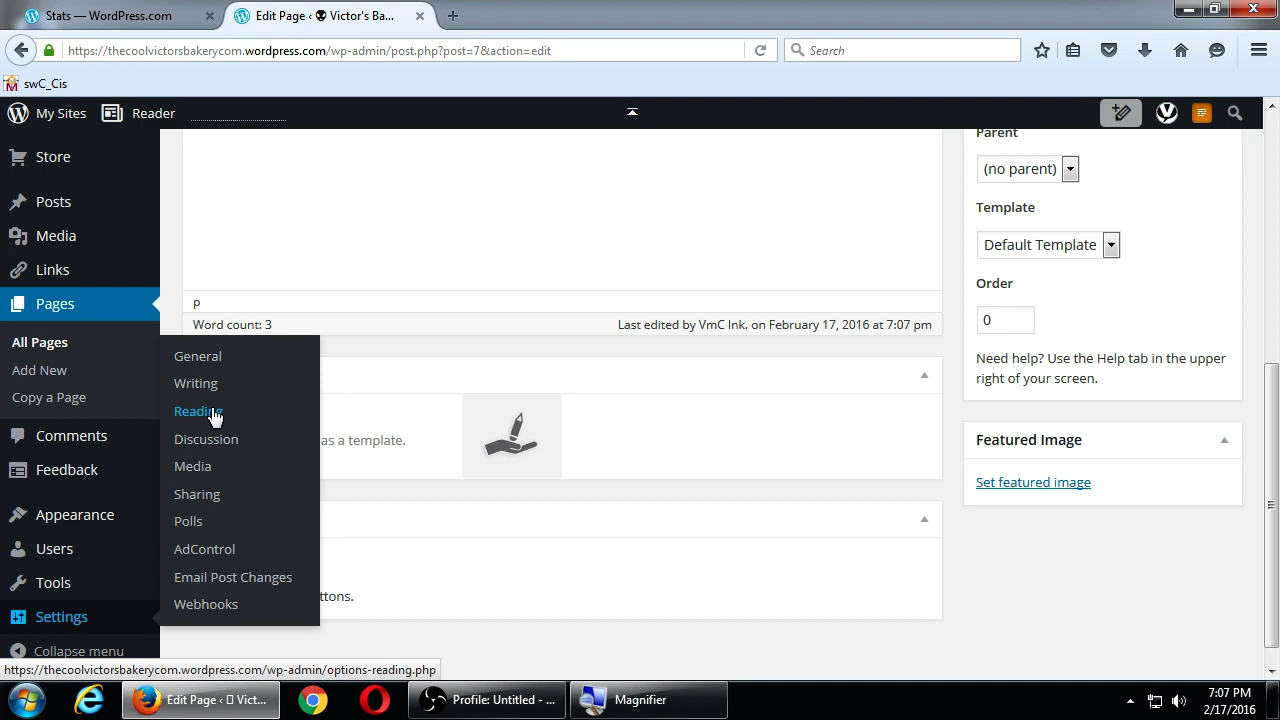 Stats — WordPress.com
Edit Page ‹ 👽 Victor's Ba...
https://thecoolvictorsbakerycom.wordpress.com/wp-admin/post.php?post=7&action=edit
Search
swC_Cis
My Sites
Reader
Store
Posts
Media
Links
Pages
All Pages
Add New
Copy a Page
Comments
Feedback
Appearance
Users
Tools
Settings
Collapse menu
General
Writing
Reading
Discussion
Media
Sharing
Polls
AdControl
Email Post Changes
Webhooks
p
Word count: 3
Last edited by VmC Ink. on February 17, 2016 at 7:07 pm
as a template.
ttons.
Parent
(no parent)
Template
Default Template
Order
0
Need help? Use the Help tab in the upper
right of your screen.
Featured Image
Set featured image
https://thecoolvictorsbakerycom.wordpress.com/wp-admin/options-reading.php
Edit Page ‹ Vict...
Profile: Untitled - ...
Magnifier
7:07 PM
2/17/2016